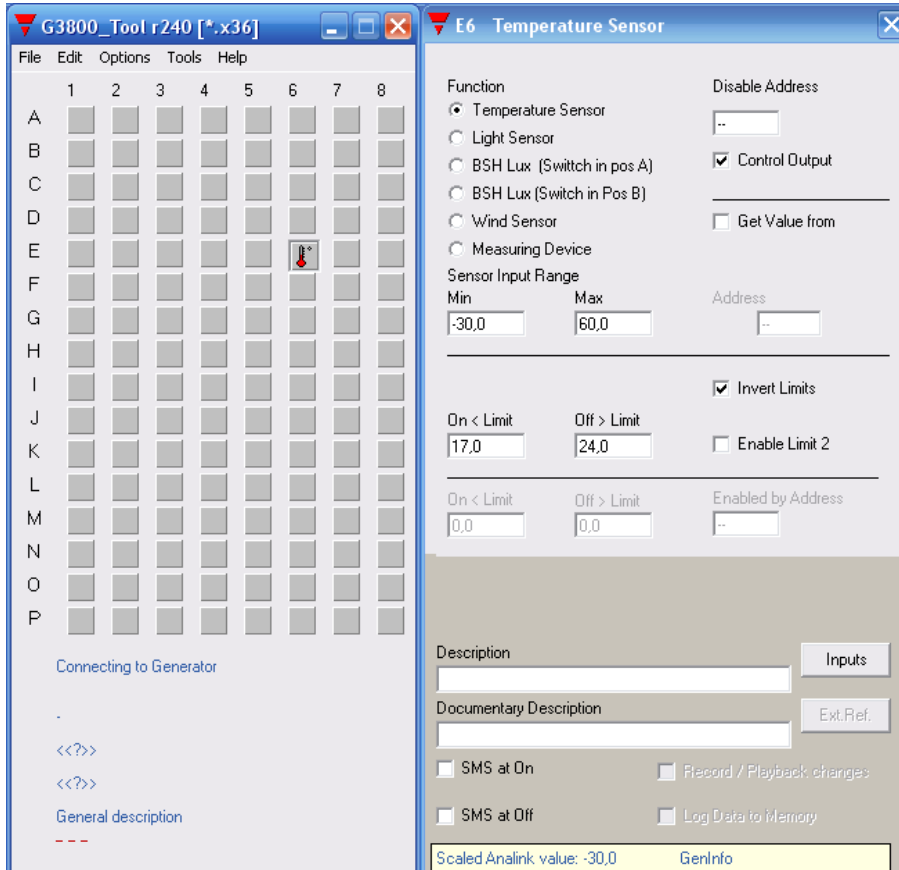 G3800_Tool r240 [*.x36]
File Edit Options Tools Help
1 2 3 4 5 6 7 8
A
B
C
D
E
F
G
H
I
J
K
L
M
N
O
P
Connecting to Generator
.
<<?>>
<<?>>
General description
- - -
E6 Temperature Sensor
Function
Disable Address
Temperature Sensor
--
Light Sensor
BSH Lux (Swittch in pos A)
Control Output
BSH Lux (Switch in Pos B)
Wind Sensor
Get Value from
Measuring Device
Sensor Input Range
Min Max Address
-30,0 60,0 --
Invert Limits
On < Limit Off > Limit
17,0 24,0 Enable Limit 2
On < Limit Off > Limit Enabled by Address
0,0 0,0 --
Description
Inputs
Documentary Description
Ext.Ref.
SMS at On Record / Playback changes
SMS at Off Log Data to Memory
Scaled Analink value: -30,0 GenInfo